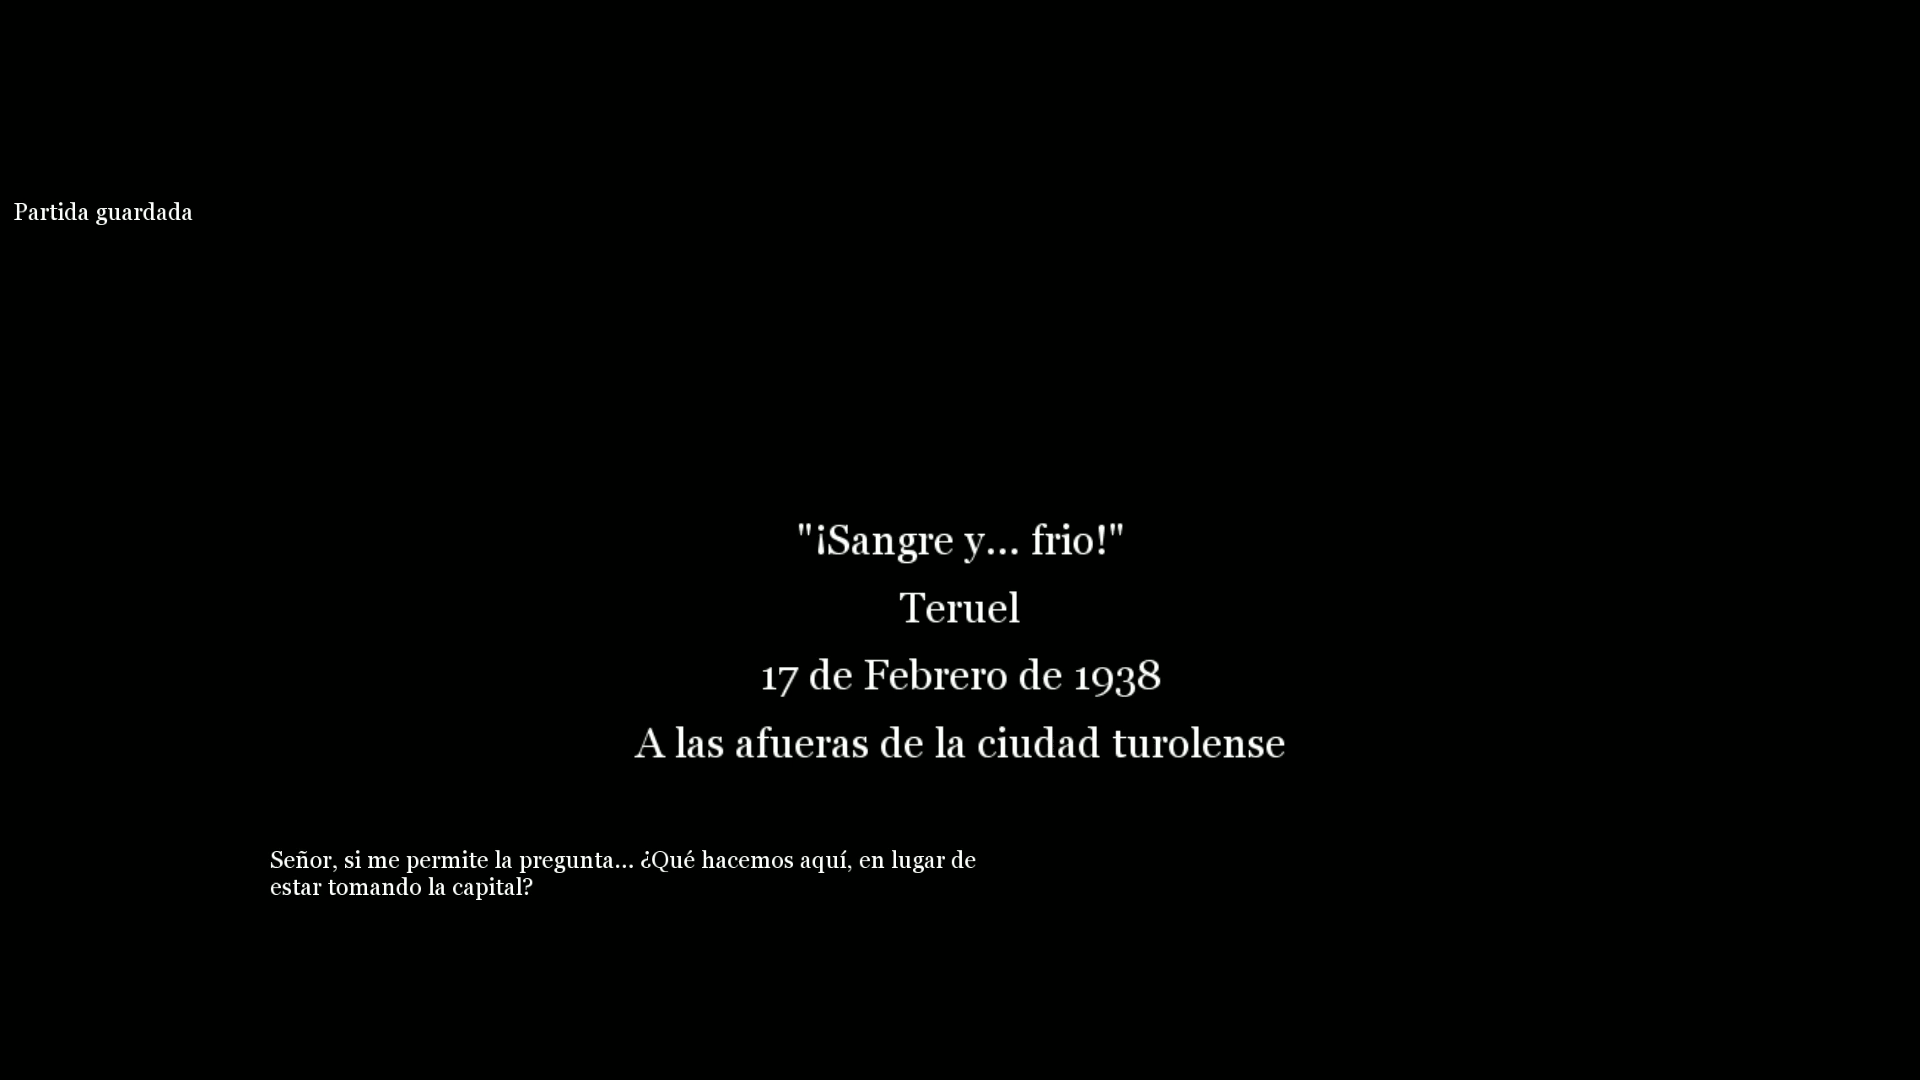 Partida guardada
"¡Sangre y... frio!"
Teruel
17 de Febrero de 1938
A las afueras de la ciudad turolense
Señor, si me permite la pregunta... ¿Qué hacemos aquí, en lugar de
estar tomando la capital?